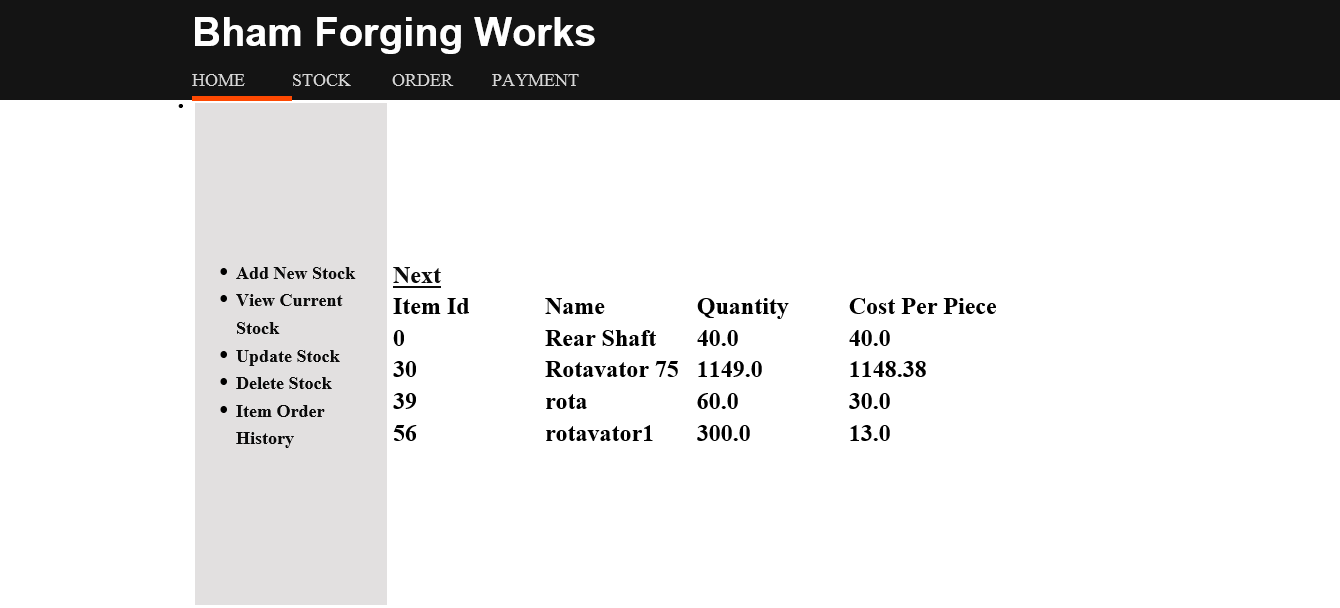 Bham Forging Works
HOME STOCK ORDER PAYMENT
• Add New Stock
• View Current
Stock
• Update Stock
• Delete Stock
• Item Order
History
Next
Item Id Name Quantity Cost Per Piece
0 Rear Shaft 40.0 40.0
30 Rotavator 75 1149.0 1148.38
39 rota 60.0 30.0
56 rotavator1 300.0 13.0